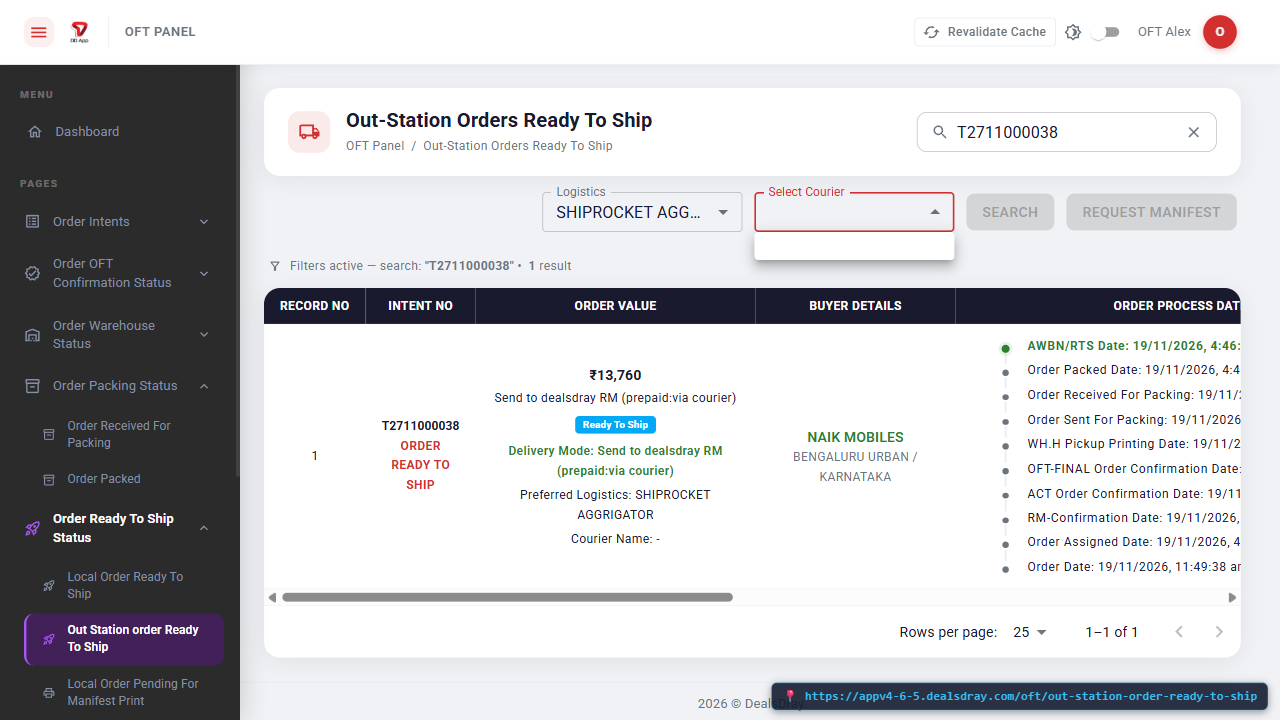 OFT PANEL
Revalidate Cache
OFT Alex
O
MENU
Dashboard
PAGES
Order Intents
Order OFT
Confirmation Status
Order Warehouse
Status
Order Packing Status
Order Received For
Packing
Order Packed
Order Ready To Ship
Status
Local Order Ready To
Ship
Out Station order Ready
To Ship
Local Order Pending For
Manifest Print
Out-Station Orders Ready To Ship
OFT Panel / Out-Station Orders Ready To Ship
T2711000038
Logistics
SHIPROCKET AGG...
Select Courier
SEARCH
REQUEST MANIFEST
Filters active — search: "T2711000038" • 1 result
RECORD NO
INTENT NO
ORDER VALUE
BUYER DETAILS
ORDER PROCESS DAT
1
T2711000038
ORDER
READY TO
SHIP
₹13,760
Send to dealsdray RM (prepaid:via courier)
Ready To Ship
Delivery Mode: Send to dealsdray RM
(prepaid:via courier)
Preferred Logistics: SHIPROCKET
AGGRIGATOR
Courier Name: -
NAIK MOBILES
BENGALURU URBAN /
KARNATAKA
AWBN/RTS Date: 19/11/2026, 4:46:
Order Packed Date: 19/11/2026, 4:4
Order Received For Packing: 19/11/2
Order Sent For Packing: 19/11/2026
WH.H Pickup Printing Date: 19/11/2
OFT-FINAL Order Confirmation Date:
ACT Order Confirmation Date: 19/11
RM-Confirmation Date: 19/11/2026,
Order Assigned Date: 19/11/2026, 4
Order Date: 19/11/2026, 11:49:38 am
Rows per page: 25
1–1 of 1
2026 © DealsDray
https://appv4-6-5.dealsdray.com/oft/out-station-order-ready-to-ship